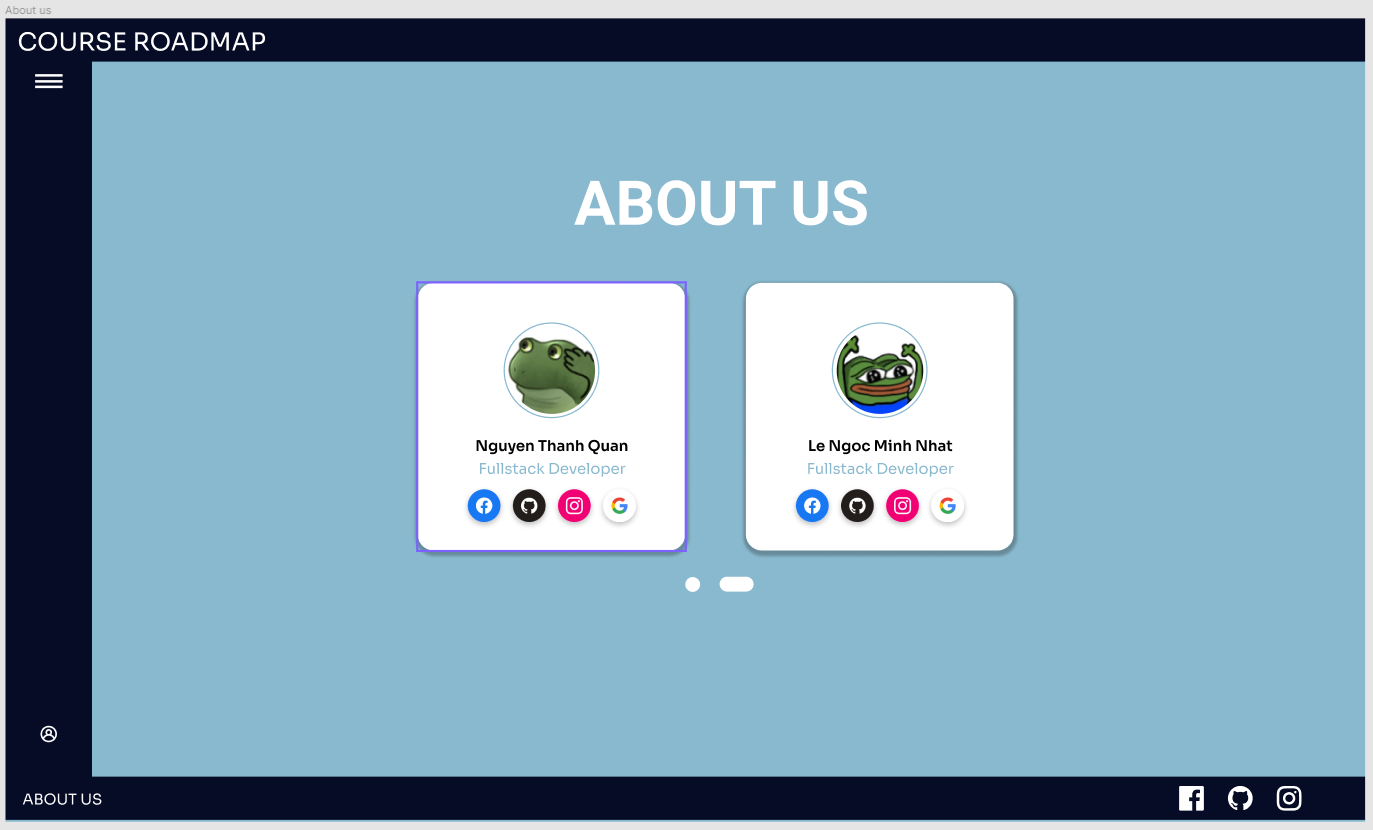 About us
COURSE ROADMAP
ABOUT US
Nguyen Thanh Quan
Fullstack Developer
Le Ngoc Minh Nhat
Fullstack Developer
ABOUT US